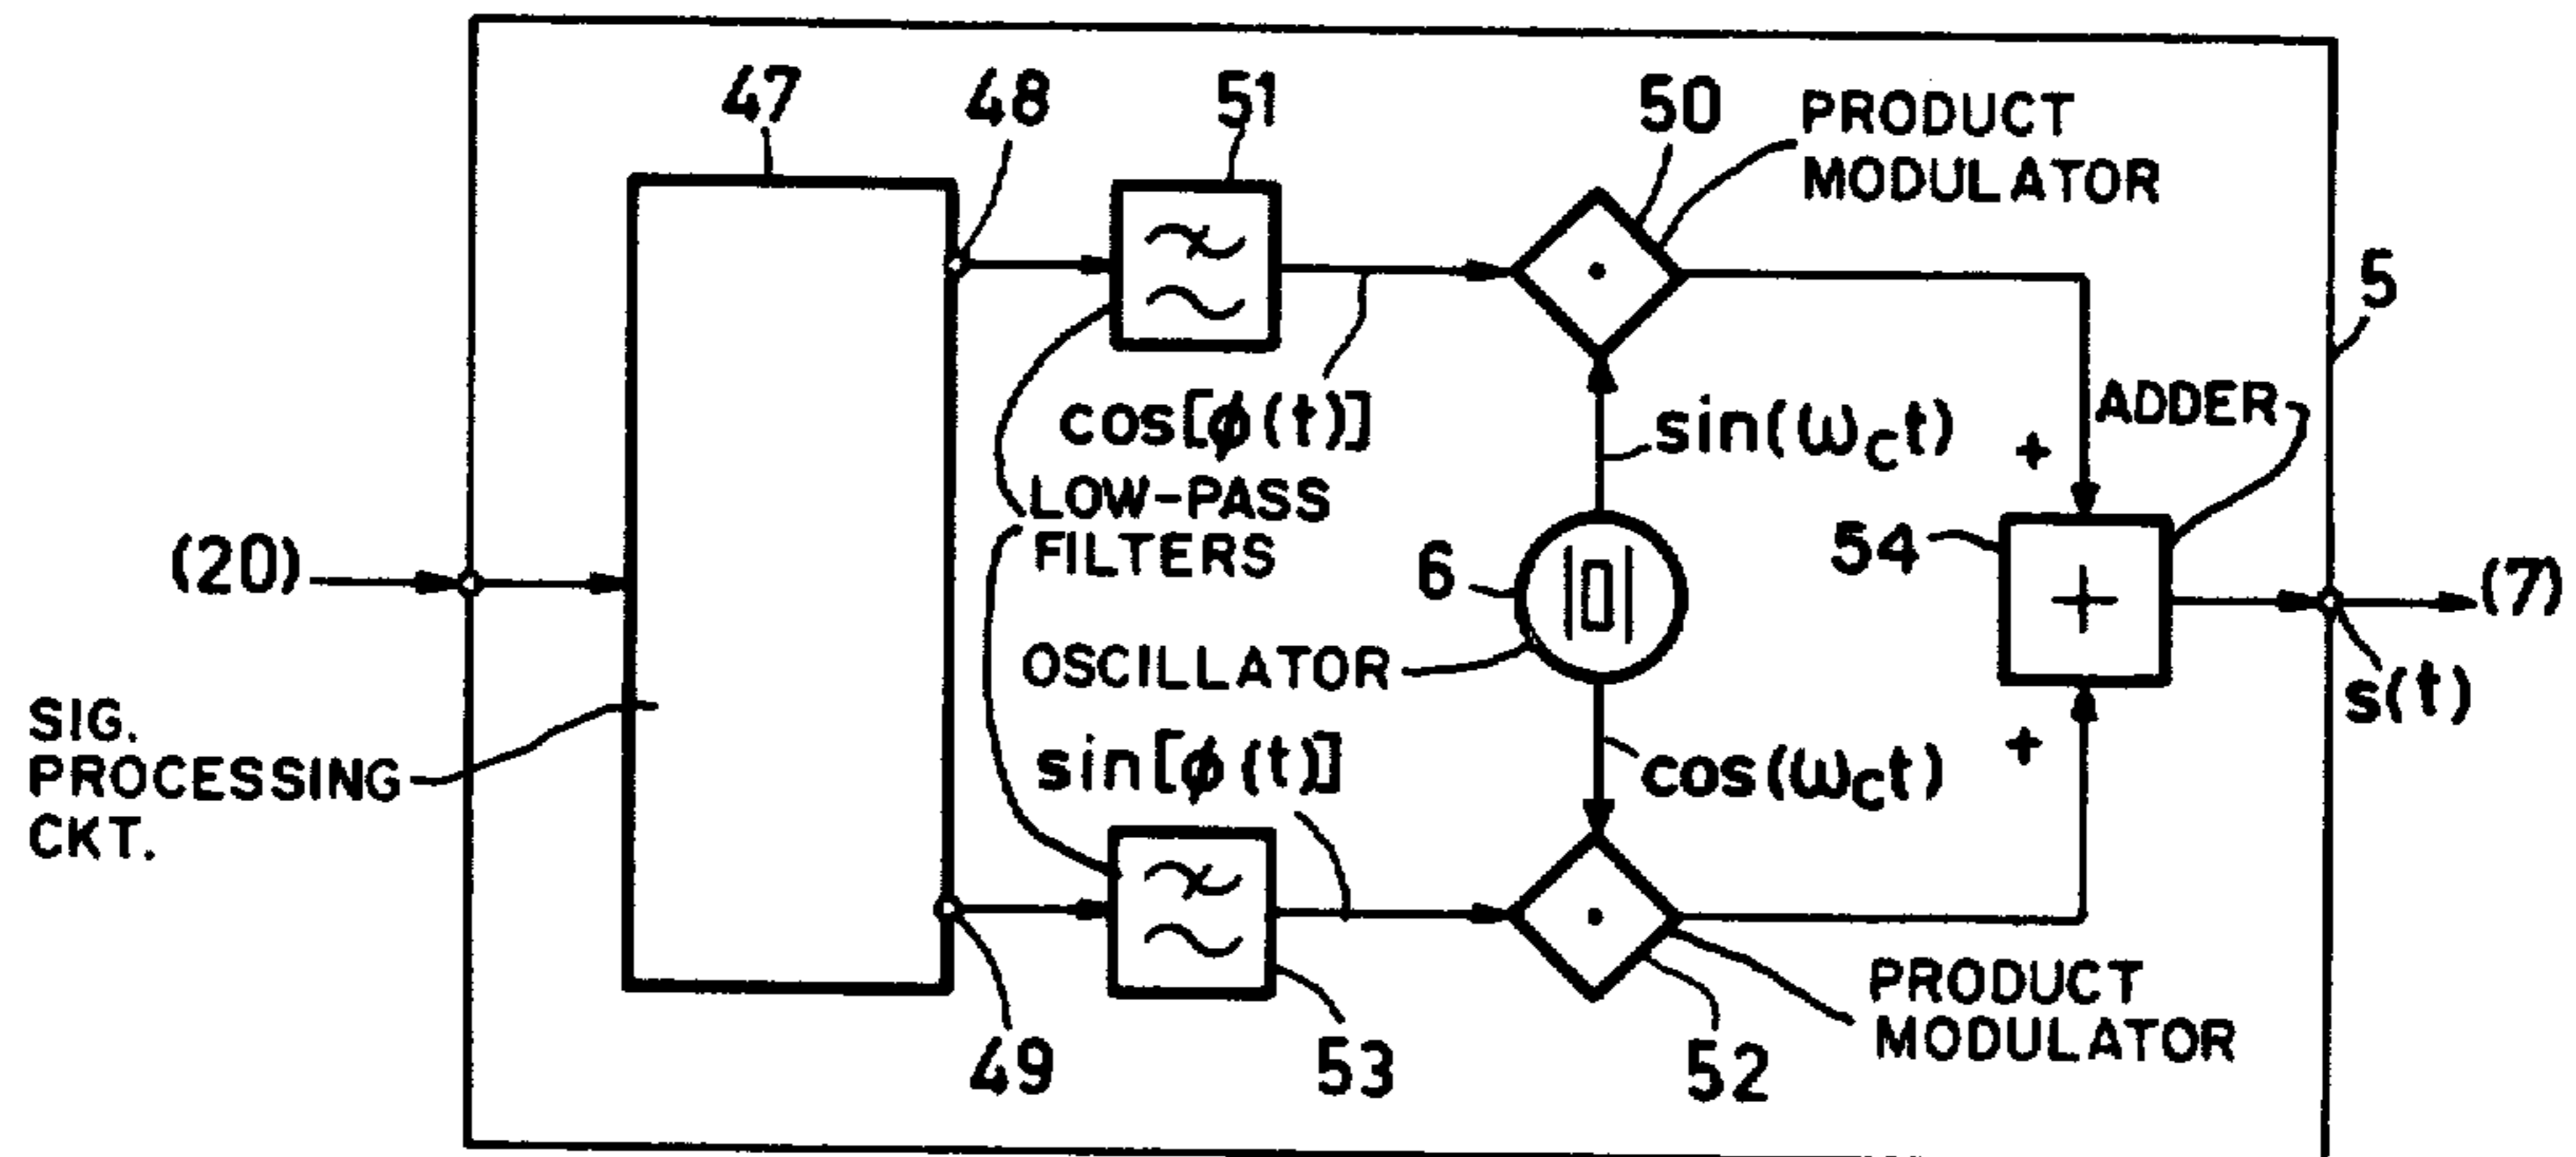 47
48
51
50
PRODUCT
MODULATOR
5
cos[ϕ(t)]
sin(ωct)
+
ADDER
LOW-PASS
FILTERS
(20)
6
54
+
(7)
OSCILLATOR
s(t)
SIG.
PROCESSING
CKT.
sin[ϕ(t)]
cos(ωct)
+
49
53
52
PRODUCT
MODULATOR